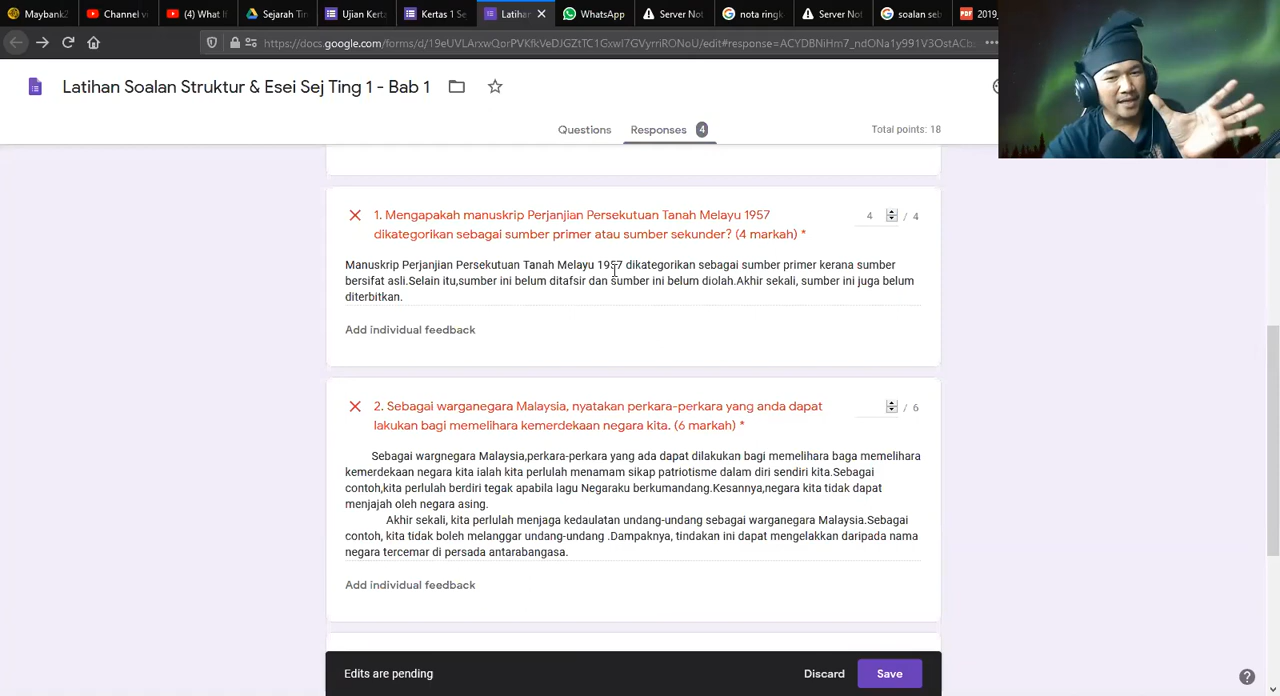 Maybank2
Channel v
(4) What If
Sejarah Tin
Ujian Kerta
Kertas 1 Se
Latihan
WhatsApp
Server Not
nota ringk
Server Not
soalan seb
PDF
2019_
https://docs.google.com/forms/d/19eUVLArxwQorPVKfkVeDJGZtTC1GxwI7GVyrriRONoU/edit#response=ACYDBNiHm7_ndONa1y991V3OstAC
Latihan Soalan Struktur & Esei Sej Ting 1 - Bab 1
Questions
Responses
4
Total points: 18
1. Mengapakah manuskrip Perjanjian Persekutuan Tanah Melayu 1957
dikategorikan sebagai sumber primer atau sumber sekunder? (4 markah) *
4 / 4
Manuskrip Perjanjian Persekutuan Tanah Melayu 1957 dikategorikan sebagai sumber primer kerana sumber
bersifat asli.Selain itu,sumber ini belum ditafsir dan sumber ini belum diolah.Akhir sekali, sumber ini juga belum
diterbitkan.
Add individual feedback
2. Sebagai warganegara Malaysia, nyatakan perkara-perkara yang anda dapat
lakukan bagi memelihara kemerdekaan negara kita. (6 markah) *
/ 6
Sebagai wargnegara Malaysia,perkara-perkara yang ada dapat dilakukan bagi memelihara baga memelihara
kemerdekaan negara kita ialah kita perlulah menamam sikap patriotisme dalam diri sendiri kita.Sebagai
contoh,kita perlulah berdiri tegak apabila lagu Negaraku berkumandang.Kesannya,negara kita tidak dapat
menjajah oleh negara asing.
Akhir sekali, kita perlulah menjaga kedaulatan undang-undang sebagai warganegara Malaysia.Sebagai
contoh, kita tidak boleh melanggar undang-undang .Dampaknya, tindakan ini dapat mengelakkan daripada nama
negara tercemar di persada antarabangasa.
Add individual feedback
Edits are pending
Discard
Save